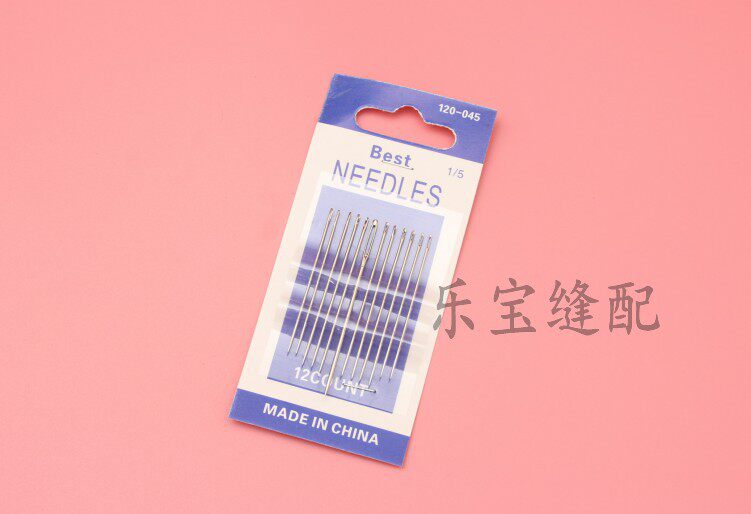 120-045
Best
1/5
NEEDLES
12COUNT
MADE IN CHINA
乐宝缝配